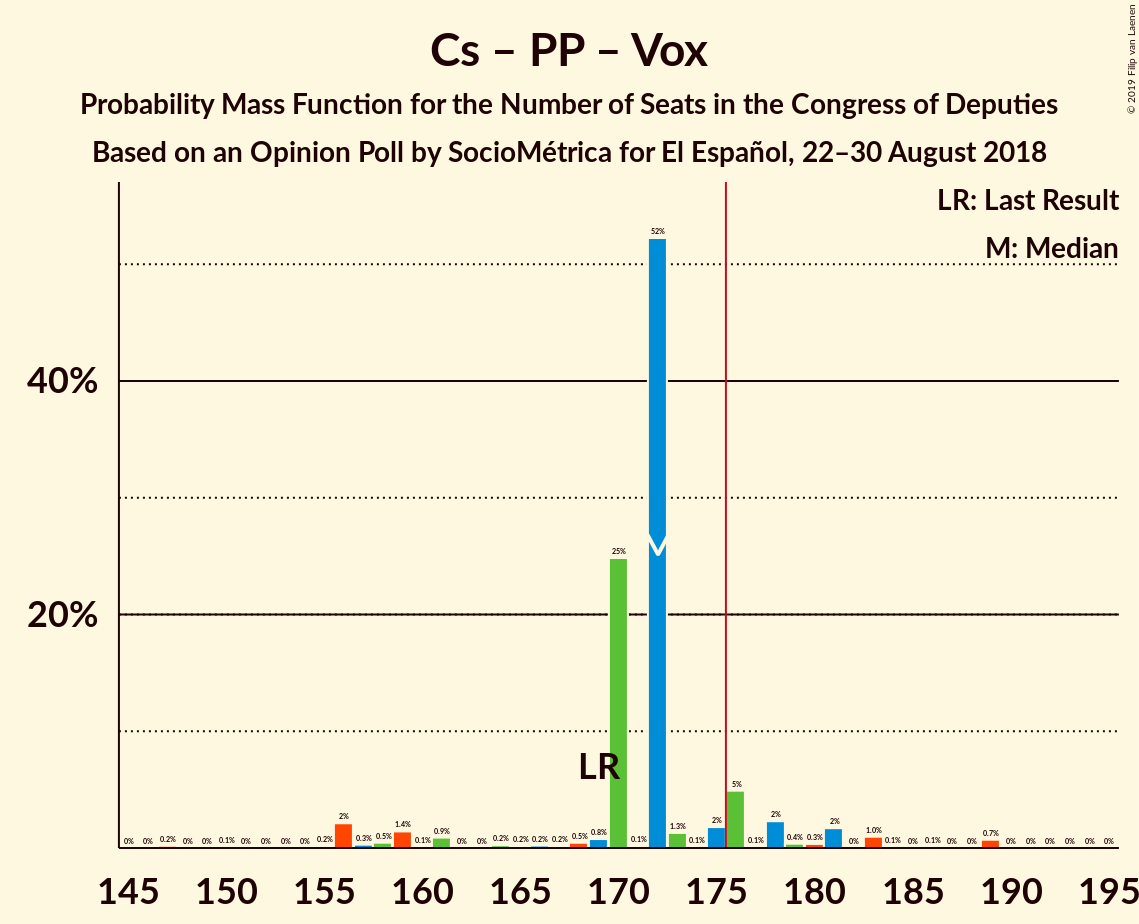 Cs – PP – Vox
Probability Mass Function for the Number of Seats in the Congress of Deputies
Based on an Opinion Poll by SocioMétrica for El Español, 22–30 August 2018
© 2019 Filip van Laenen
LR: Last Result
M: Median
40%
20%
52%
25%
LR
0% 0% 0.2% 0% 0% 0.1% 0% 0% 0% 0% 0.2% 2% 0.3% 0.5% 1.4% 0.1% 0.9% 0% 0% 0.2% 0.2% 0.2% 0.2% 0.5% 0.8% 0.1% 1.3% 0.1% 2% 5% 0.1% 2% 0.4% 0.3% 2% 0% 1.0% 0.1% 0% 0.1% 0% 0% 0.7% 0% 0% 0% 0% 0% 0%
145 150 155 160 165 170 175 180 185 190 195